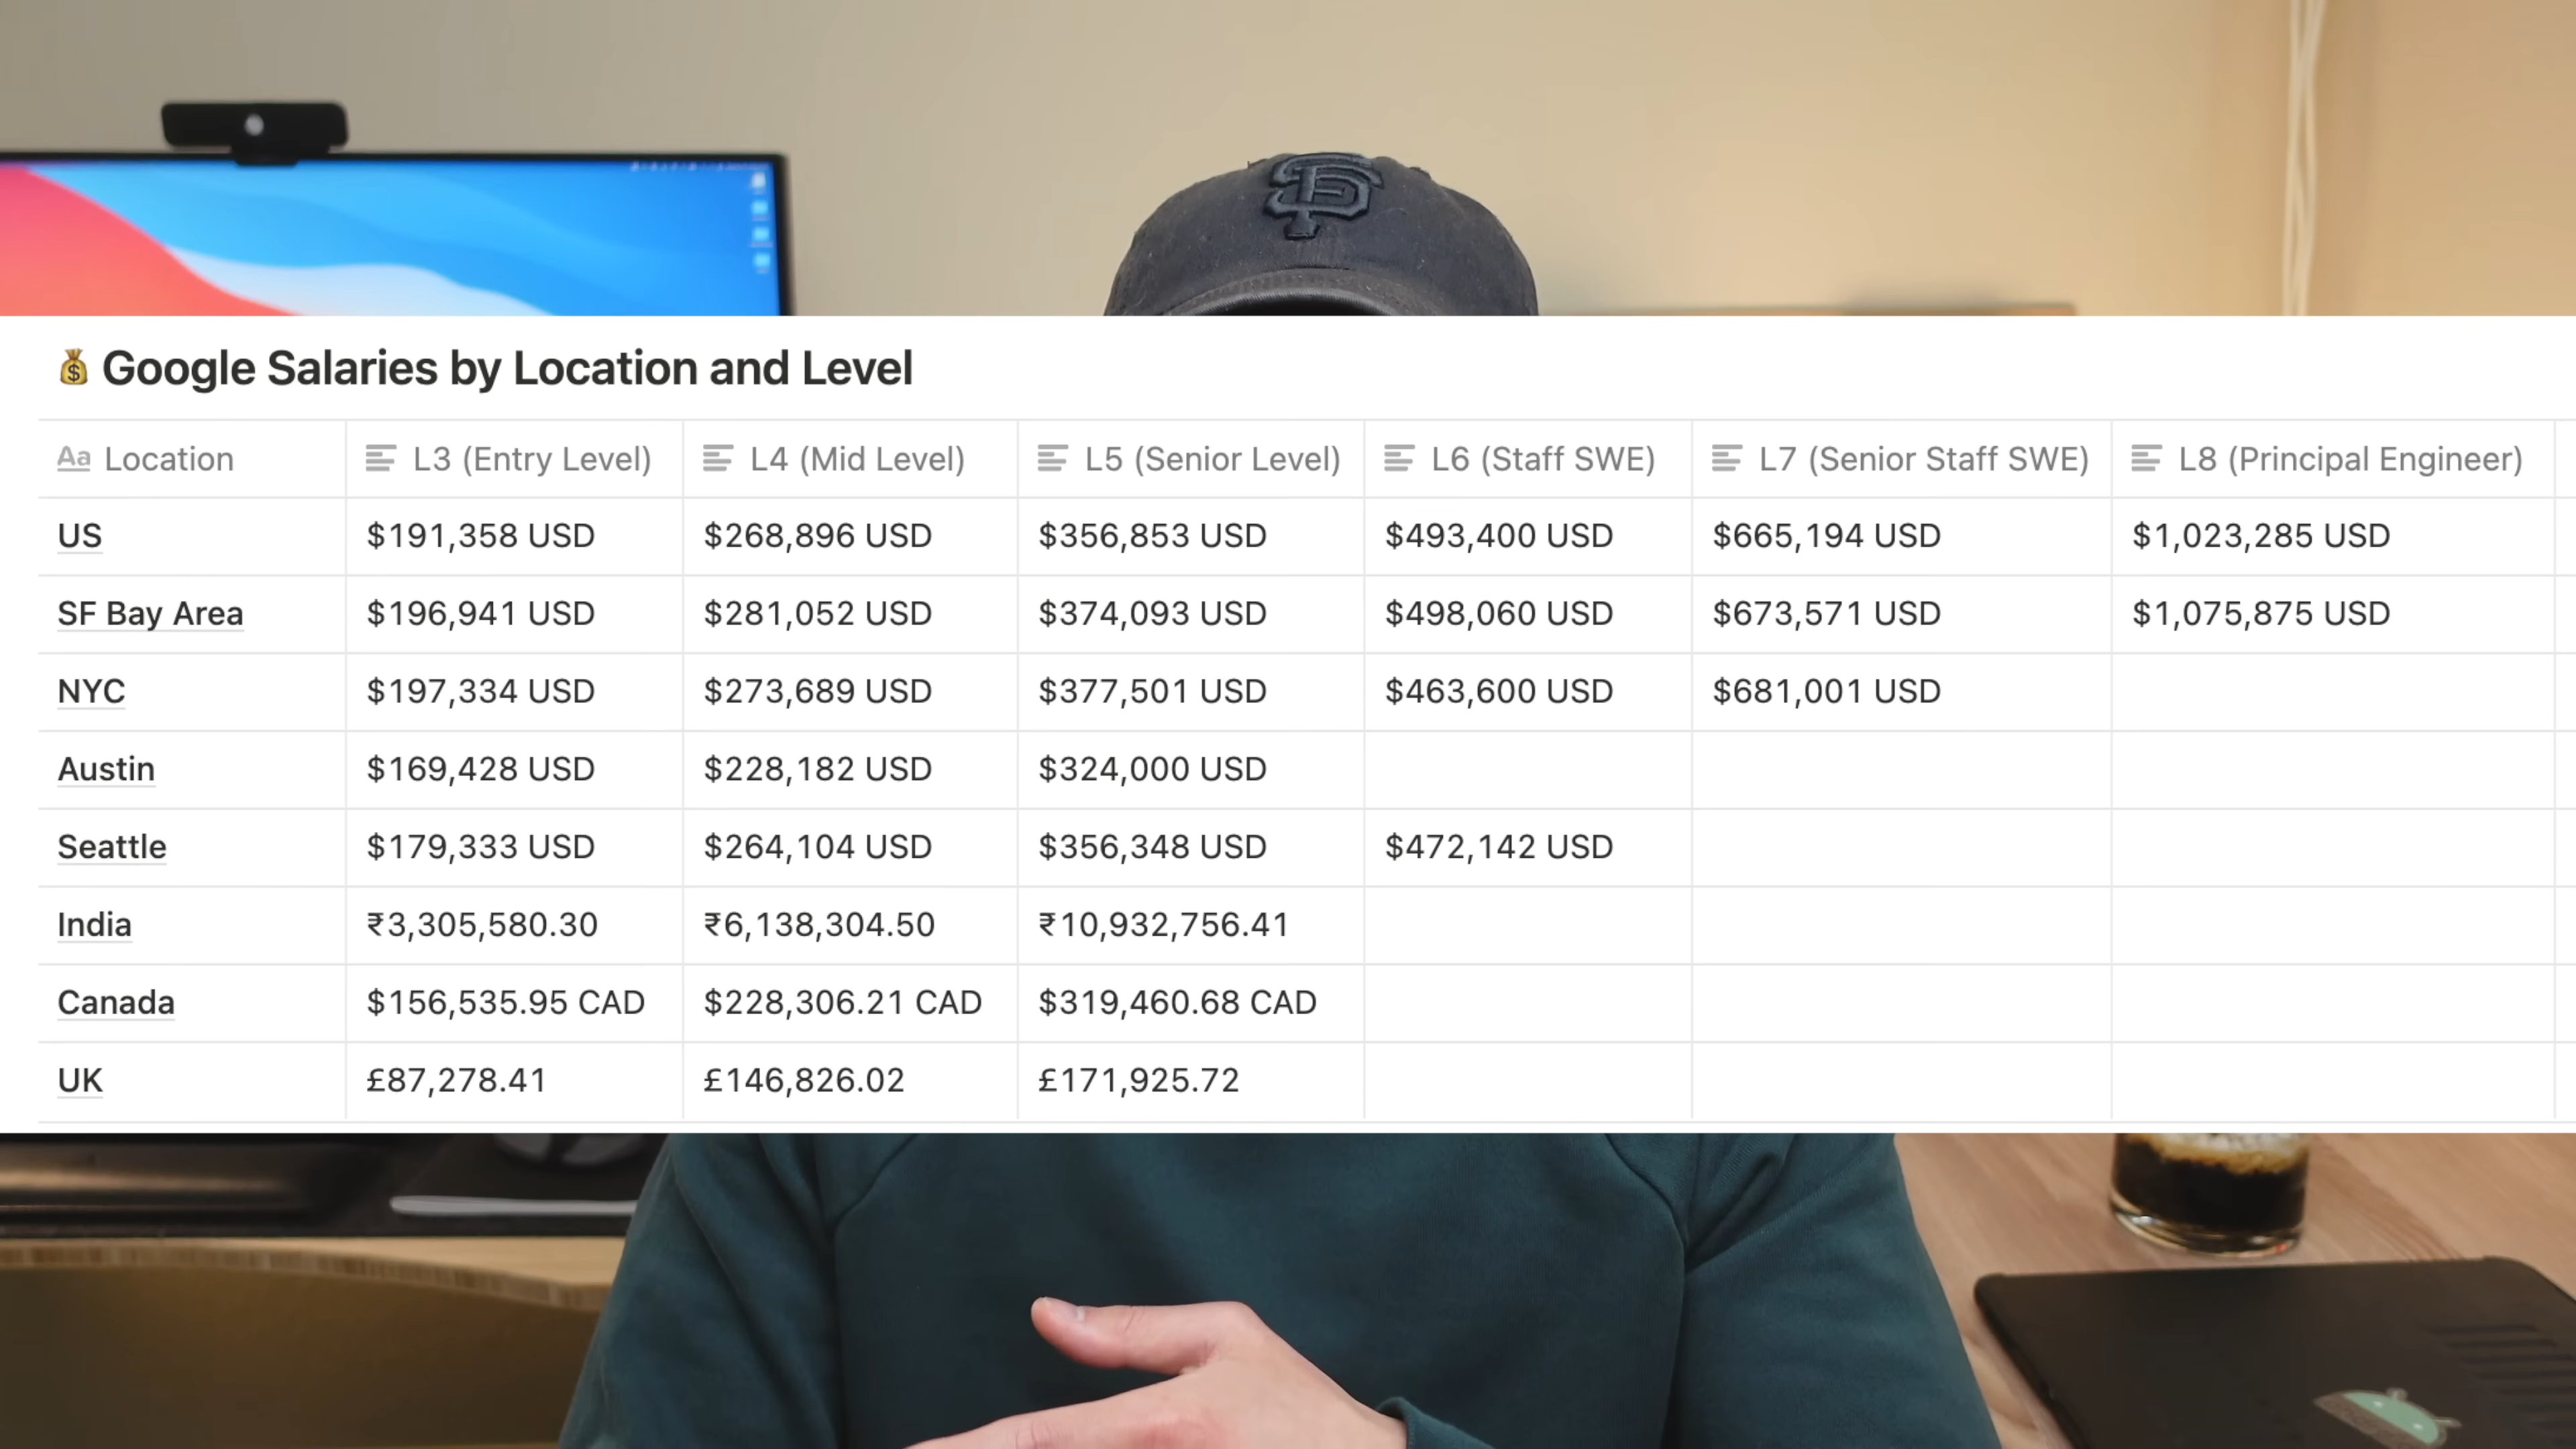 SF
💰 Google Salaries by Location and Level
Aa Location L3 (Entry Level) L4 (Mid Level) L5 (Senior Level) L6 (Staff SWE) L7 (Senior Staff SWE) L8 (Principal Engineer)
US $191,358 USD $268,896 USD $356,853 USD $493,400 USD $665,194 USD $1,023,285 USD
SF Bay Area $196,941 USD $281,052 USD $374,093 USD $498,060 USD $673,571 USD $1,075,875 USD
NYC $197,334 USD $273,689 USD $377,501 USD $463,600 USD $681,001 USD
Austin $169,428 USD $228,182 USD $324,000 USD
Seattle $179,333 USD $264,104 USD $356,348 USD $472,142 USD
India ₹3,305,580.30 ₹6,138,304.50 ₹10,932,756.41
Canada $156,535.95 CAD $228,306.21 CAD $319,460.68 CAD
UK £87,278.41 £146,826.02 £171,925.72